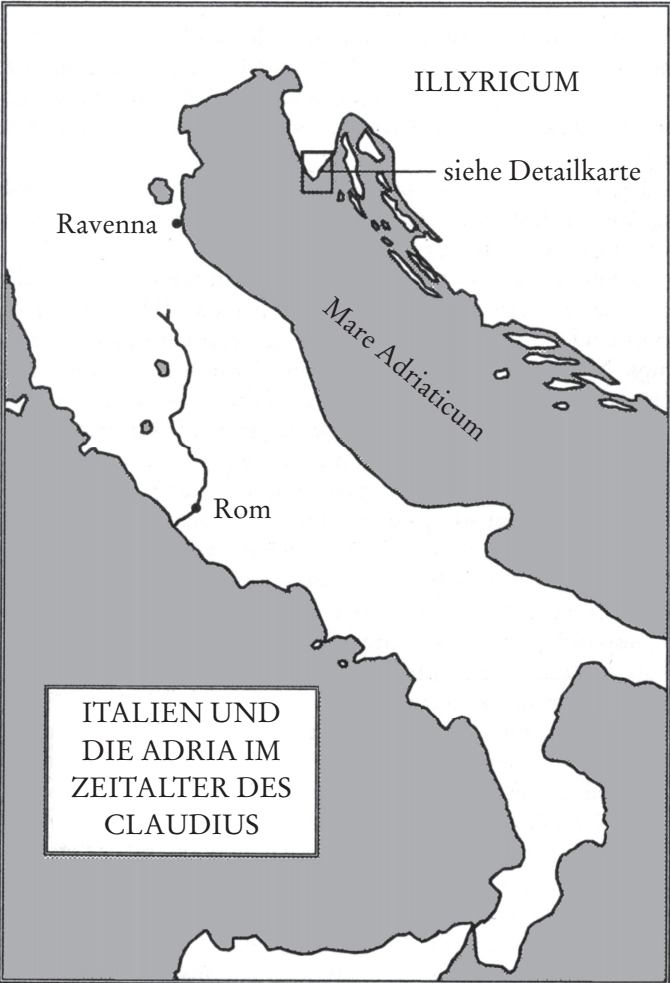 ILLYRICUM
siehe Detailkarte
Ravenna
Mare Adriaticum
Rom
ITALIEN UND
DIE ADRIA IM
ZEITALTER DES
CLAUDIUS